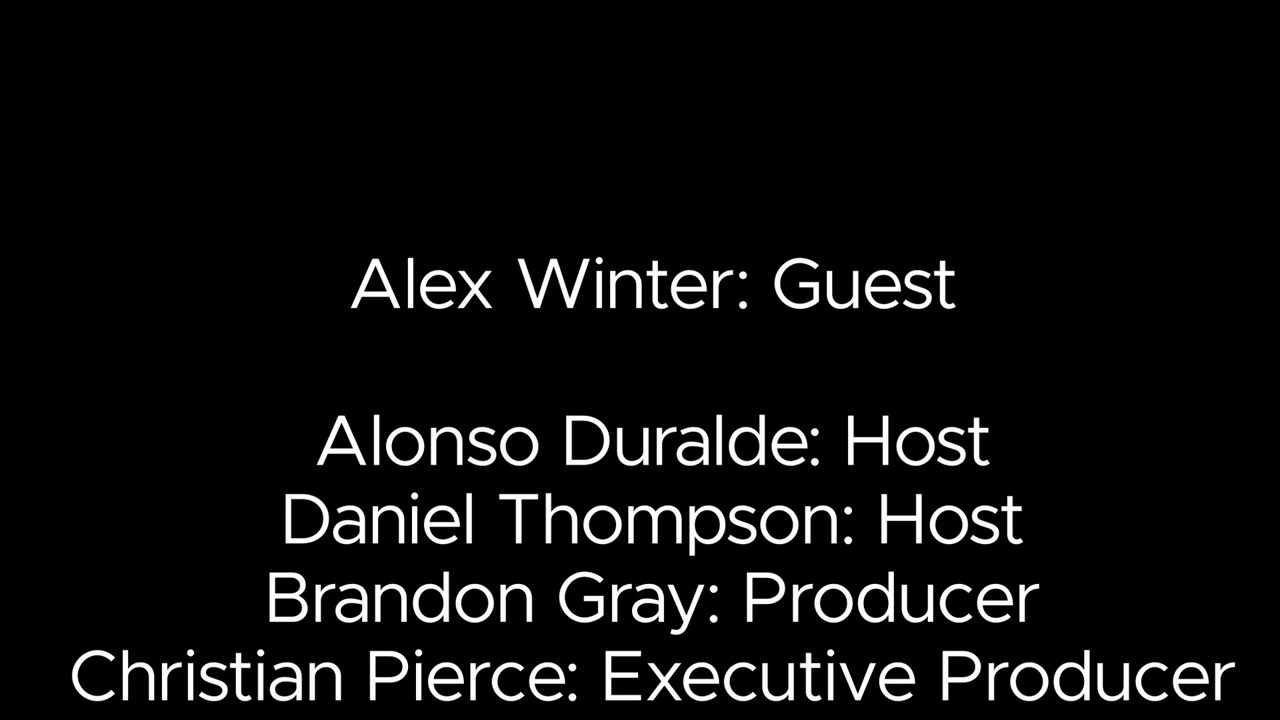 Alex Winter: Guest
Alonso Duralde: Host
Daniel Thompson: Host
Brandon Gray: Producer
Christian Pierce: Executive Producer